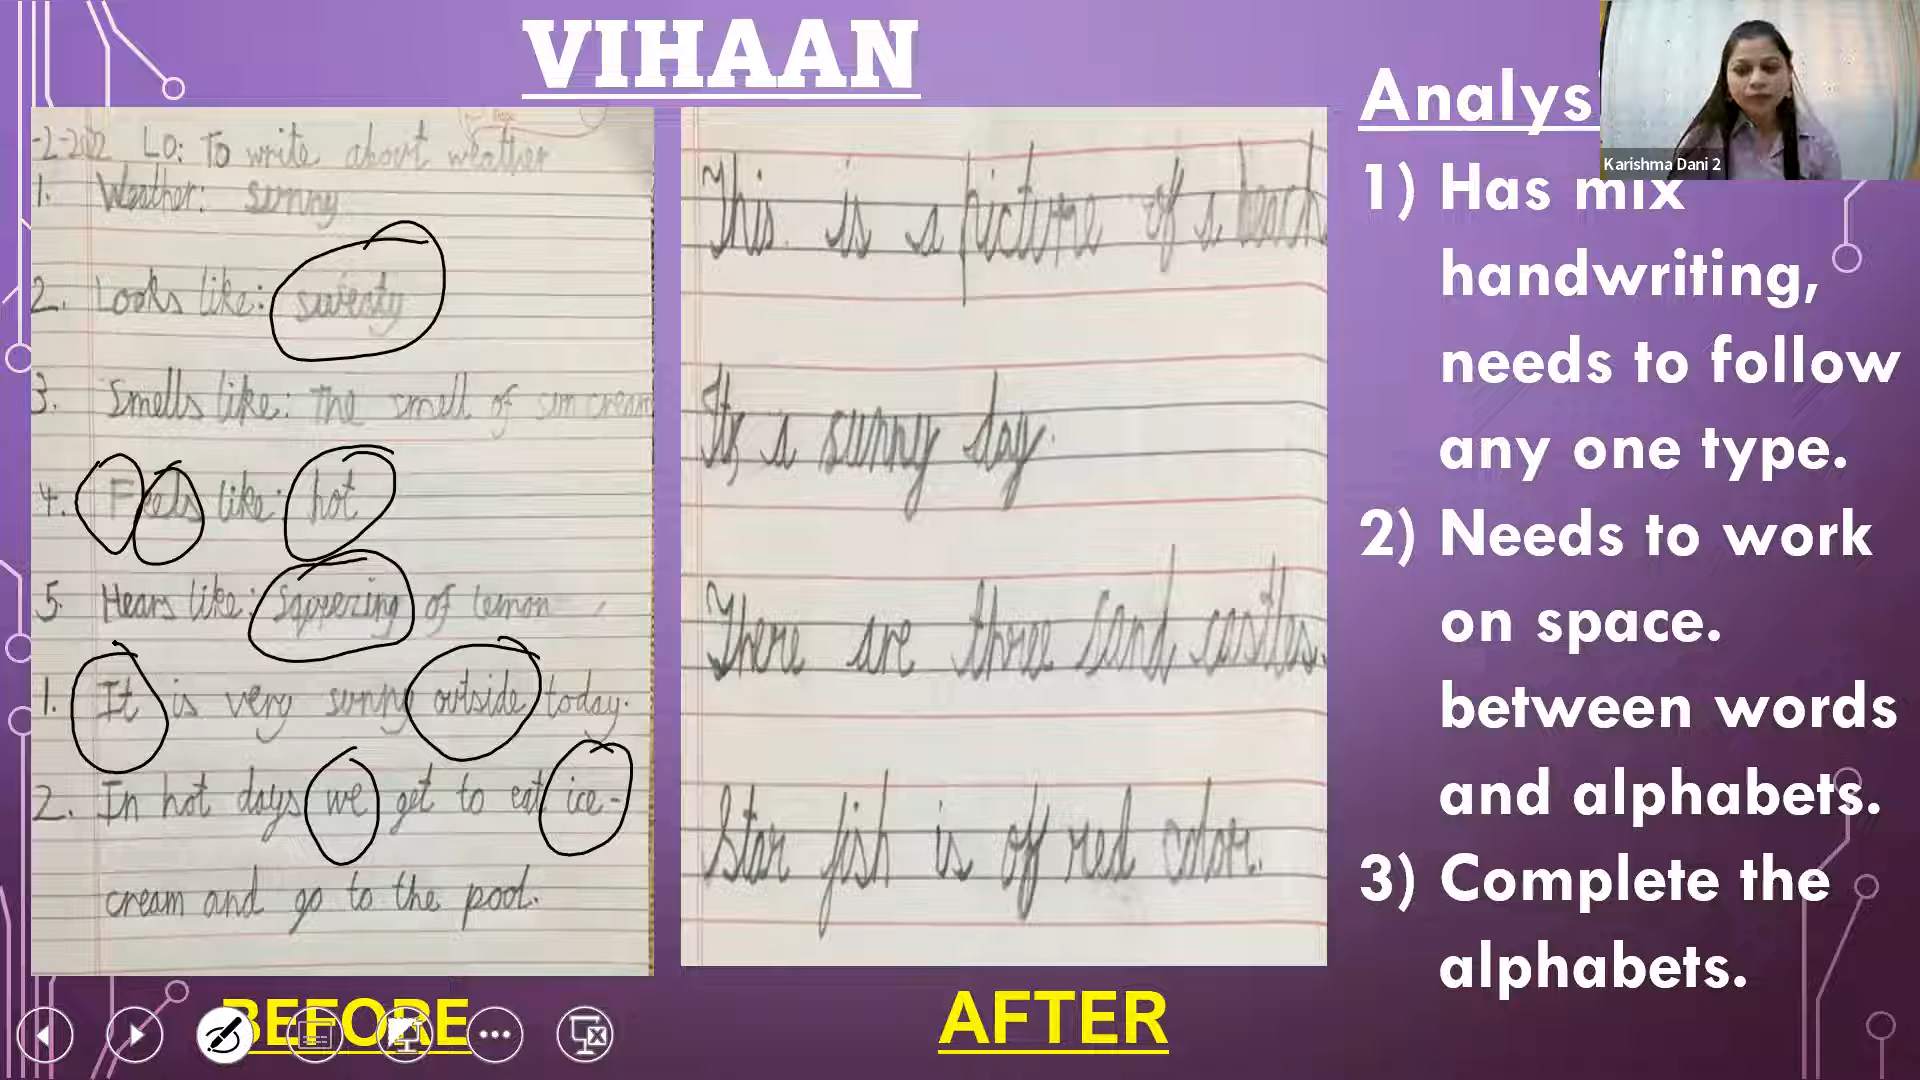 VIHAAN
-2-2022 LO: To write about weather
1. Weather: sunny
2. Looks like: sweaty
3. Smells like: The smell of sun cream
4. Feels like: hot
5. Hears like: Sappezing of lemon
1. It is very sunny outside today.
2. In hot days we get to eat ice-
cream and go to the pool.
BEFORE
This is a picture of a beach
Its a sunny day.
There are three sand castles.
Star fish is off red color.
AFTER
Analys
1) Has mix
handwriting,
needs to follow
any one type.
2) Needs to work
on space.
between words
and alphabets.
3) Complete the
alphabets.
Karishma Dani 2